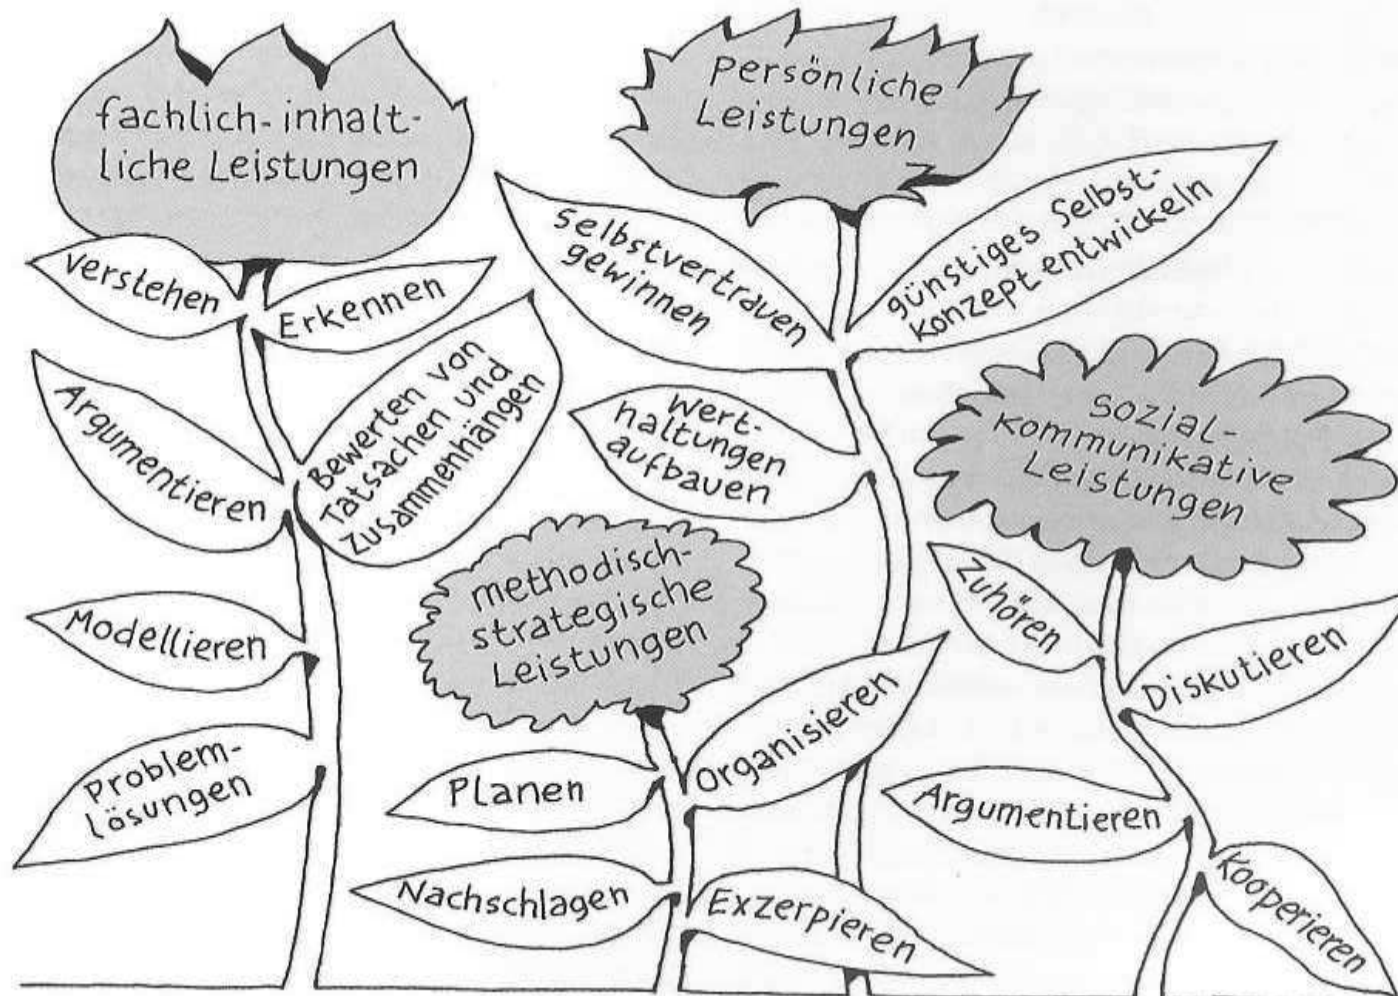 fachlich-inhalt-
liche Leistungen
verstehen
Erkennen
Argumentieren
Bewerten von
Tatsachen und
Zusammenhängen
Modellieren
Problem-
lösungen
persönliche
Leistungen
Selbstvertrauen
gewinnen
günstiges Selbst-
konzept entwickeln
Wert-
haltungen
aufbauen
methodisch-
strategische
Leistungen
Planen
Organisieren
Nachschlagen
Exzerpieren
sozial-
kommunikative
Leistungen
Zuhören
Diskutieren
Argumentieren
Kooperieren